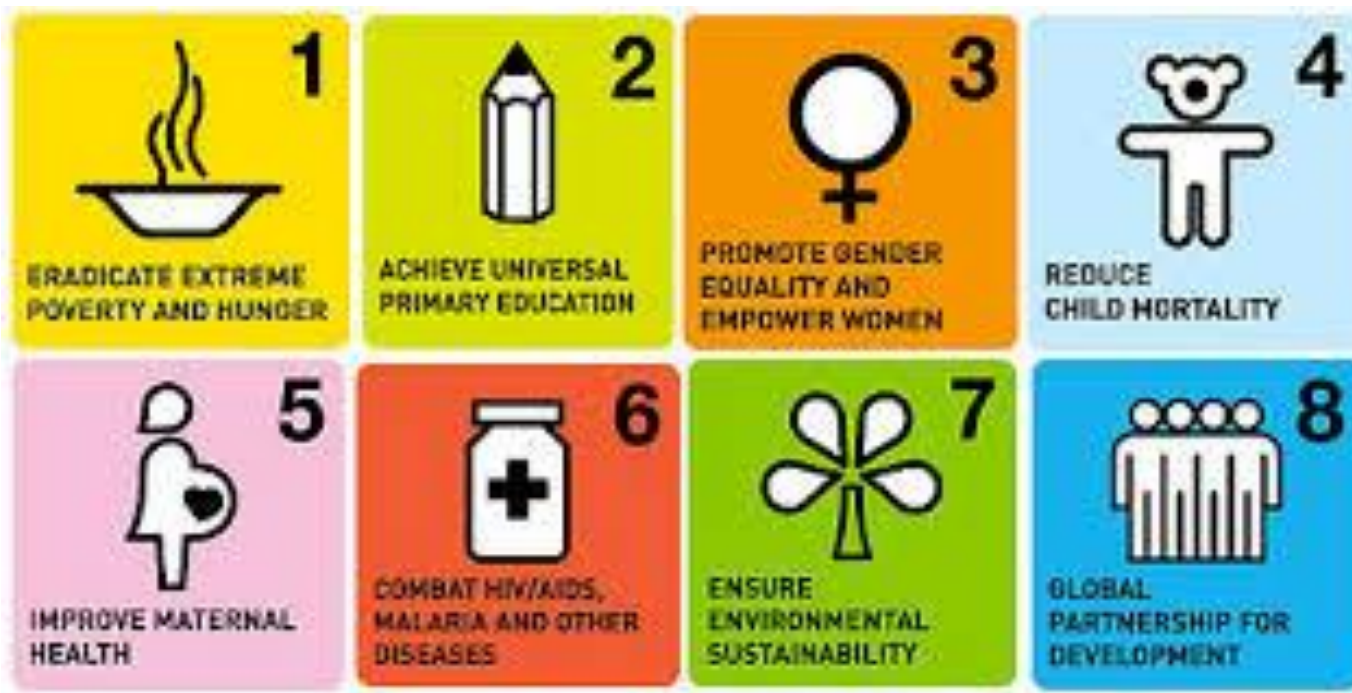 1
ERADICATE EXTREME
POVERTY AND HUNGER
2
ACHIEVE UNIVERSAL
PRIMARY EDUCATION
3
PROMOTE GENDER
EQUALITY AND
EMPOWER WOMEN
4
REDUCE
CHILD MORTALITY
5
IMPROVE MATERNAL
HEALTH
6
COMBAT HIV/AIDS,
MALARIA AND OTHER
DISEASES
7
ENSURE
ENVIRONMENTAL
SUSTAINABILITY
8
GLOBAL
PARTNERSHIP FOR
DEVELOPMENT